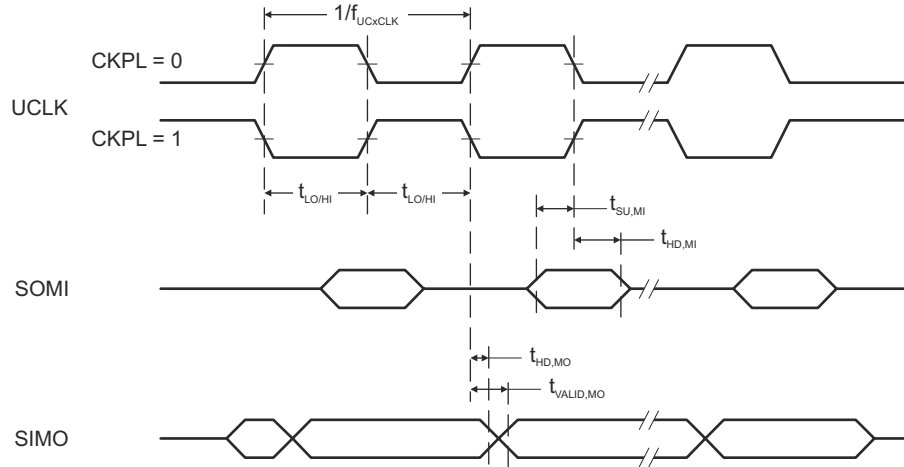 1/fUCxCLK
CKPL = 0
UCLK
CKPL = 1
tLO/HI tLO/HI
tSU,MI
tHD,MI
SOMI
tHD,MO
tVALID,MO
SIMO